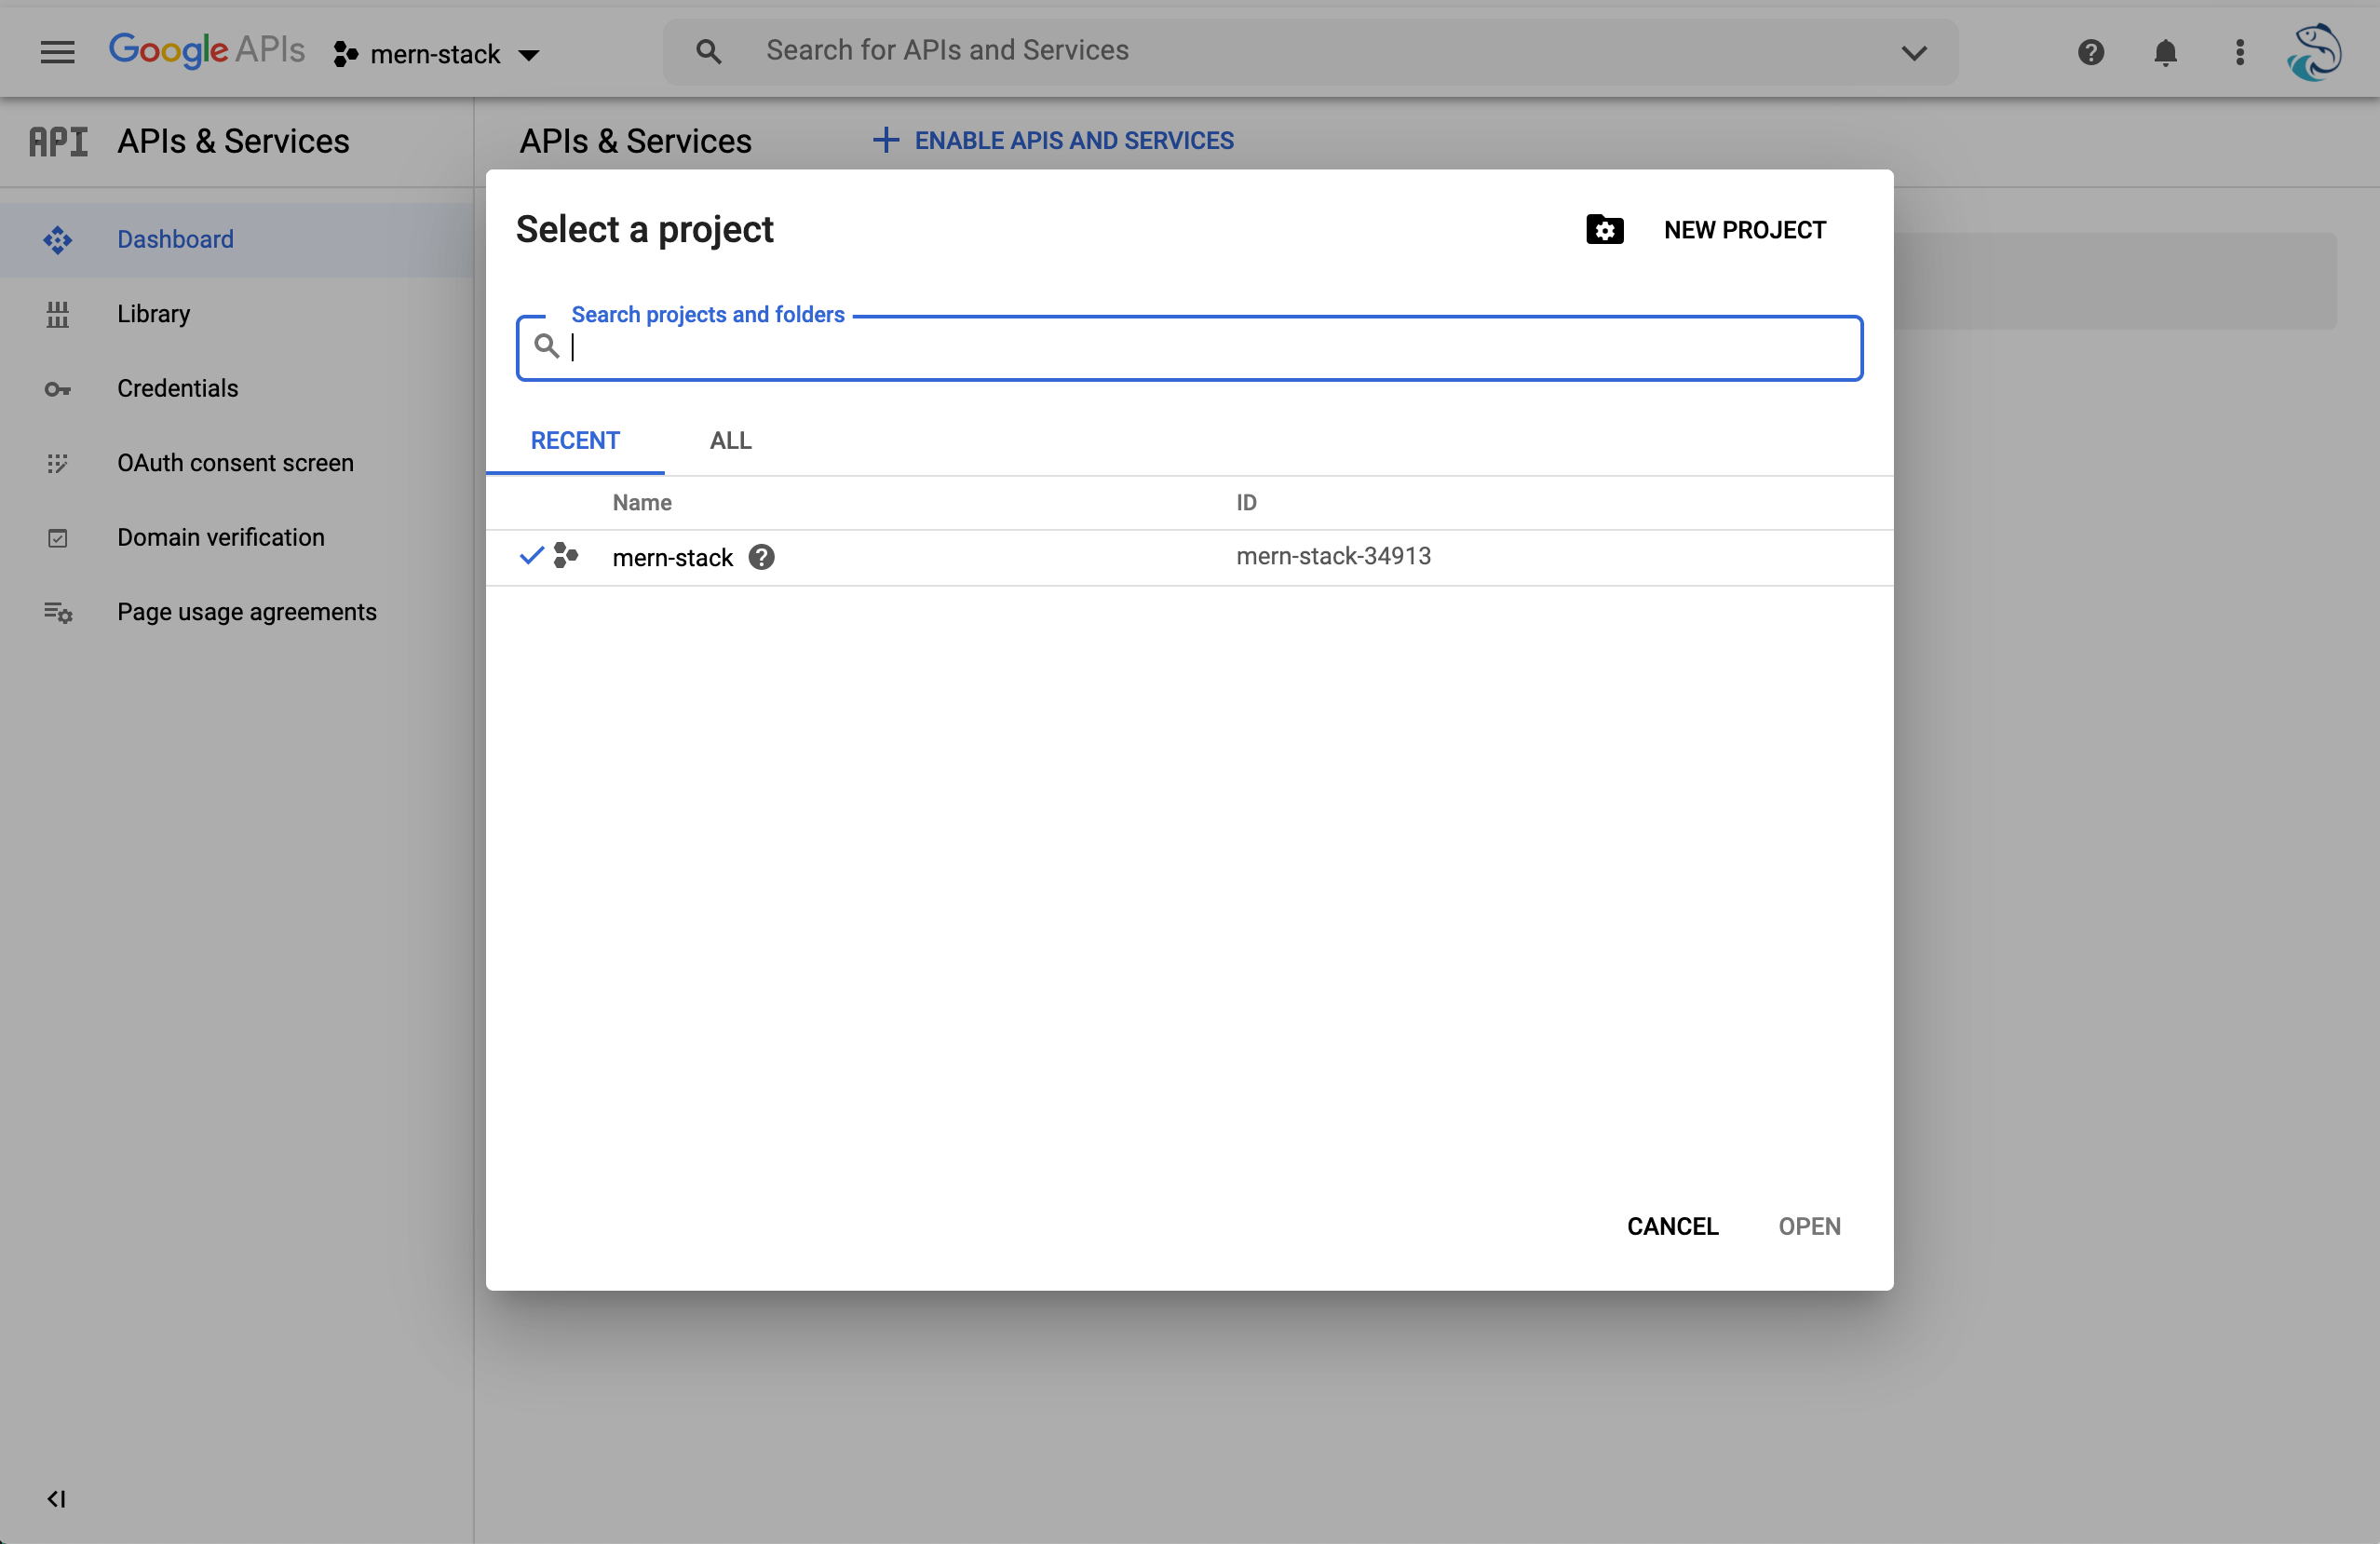 Google APIs
mern-stack
Search for APIs and Services
API APIs & Services
APIs & Services
ENABLE APIS AND SERVICES
Dashboard
Library
Credentials
OAuth consent screen
Domain verification
Page usage agreements
Select a project
NEW PROJECT
Search projects and folders
RECENT ALL
Name ID
mern-stack mern-stack-34913
CANCEL OPEN